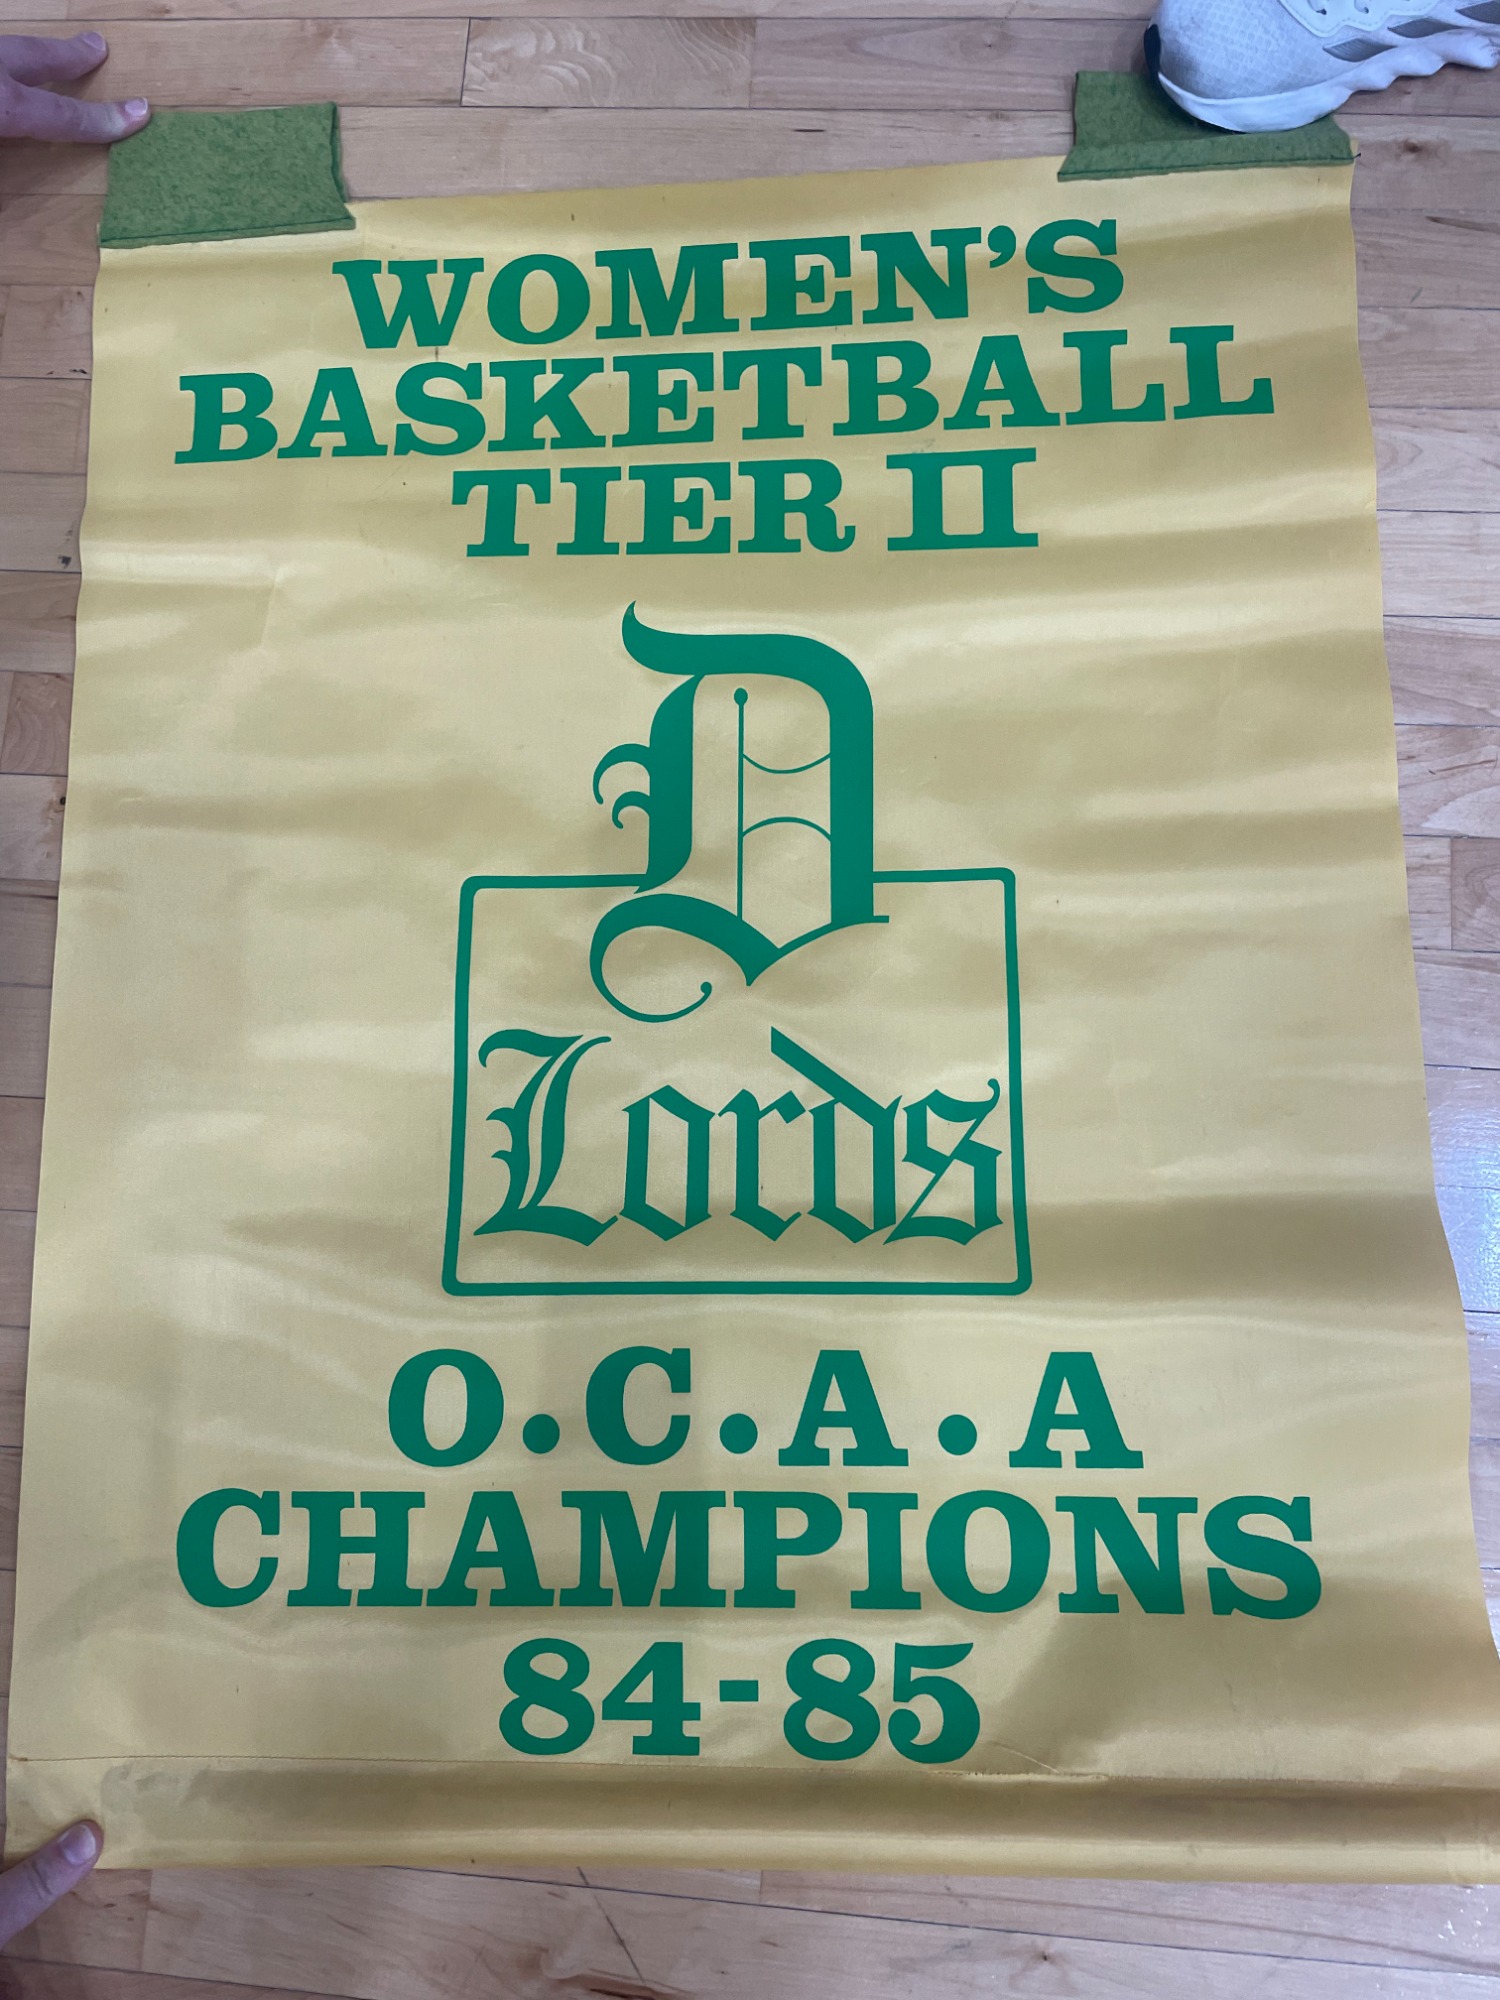 WOMEN'S
BASKETBALL
TIER II
D
Lords
O.C.A.A
CHAMPIONS
84-85